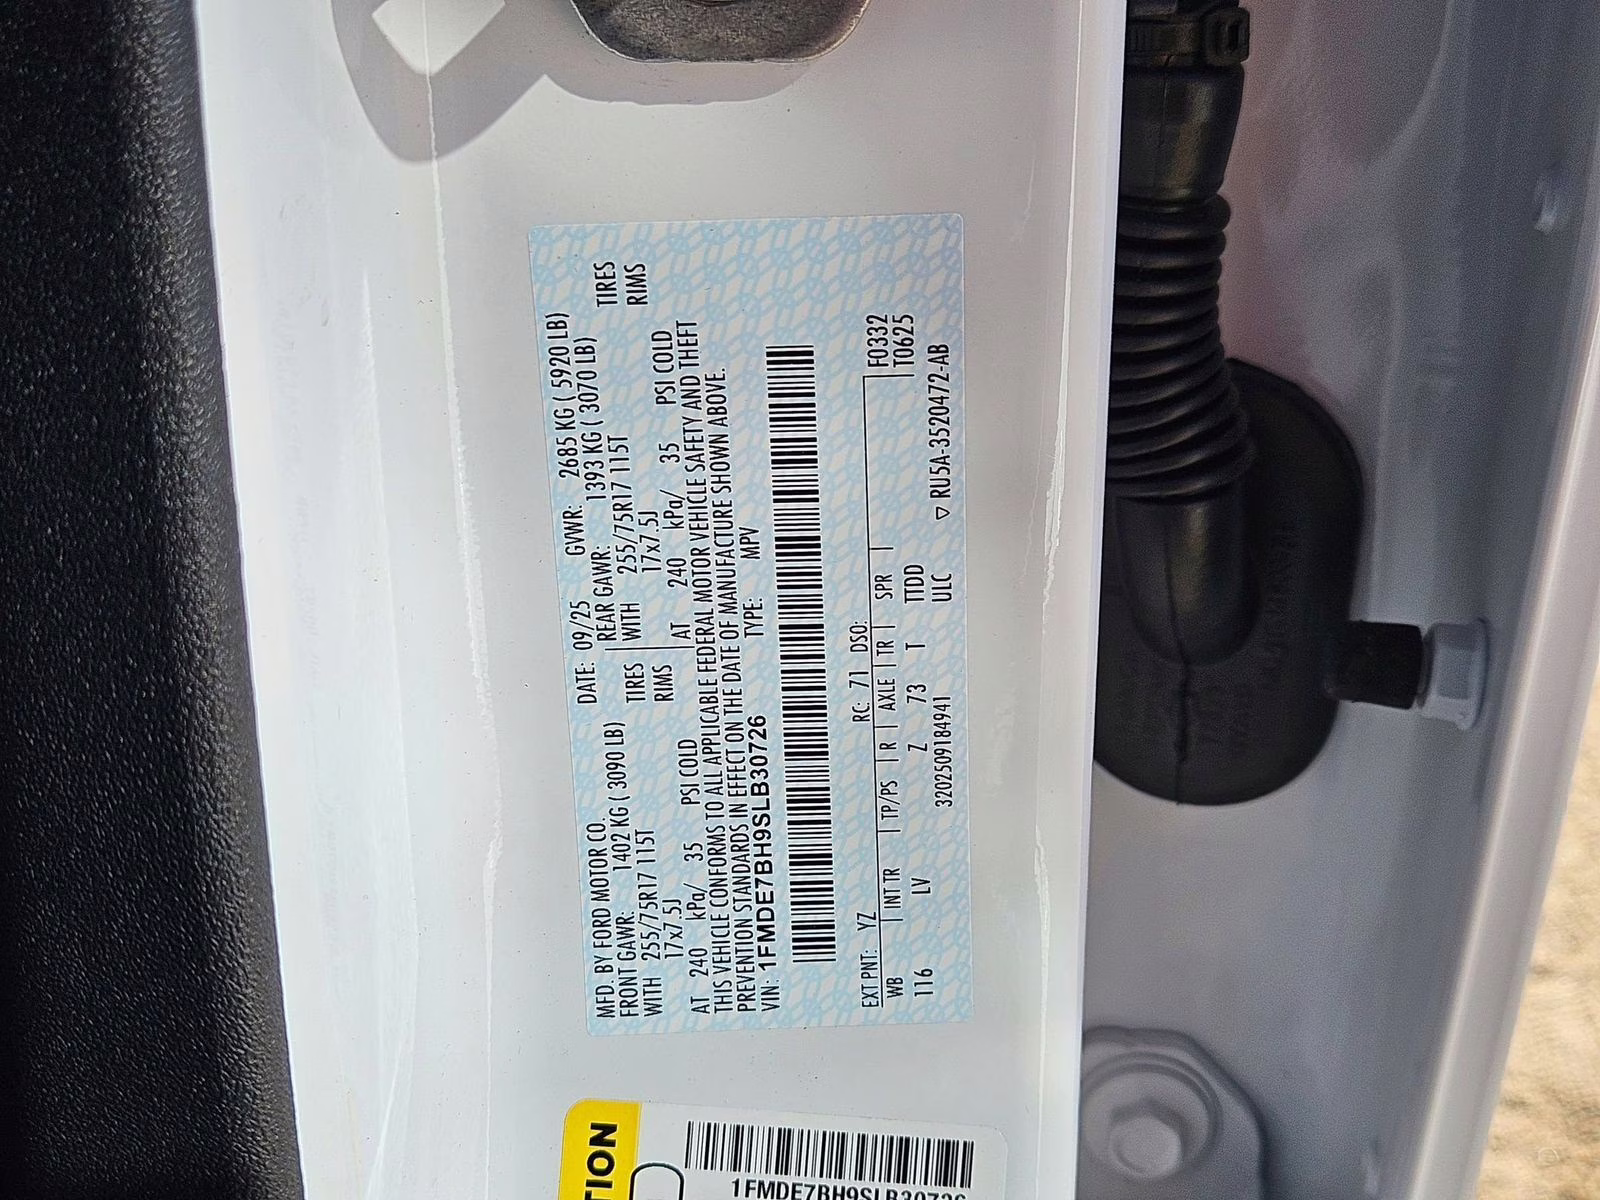 MFD. BY FORD MOTOR CO.
DATE: 09/25 GVWR: 2685 KG ( 5920 LB)
FRONT GAWR: 1402 KG ( 3090 LB)
REAR GAWR: 1393 KG ( 3070 LB)
WITH 255/75R17 115T TIRES
WITH 255/75R17 115T TIRES
17x7.5J RIMS
17x7.5J RIMS
AT 240 kPa/ 35 PSI COLD
AT 240 kPa/ 35 PSI COLD
THIS VEHICLE CONFORMS TO ALL APPLICABLE FEDERAL MOTOR VEHICLE SAFETY AND THEFT
PREVENTION STANDARDS IN EFFECT ON THE DATE OF MANUFACTURE SHOWN ABOVE.
VIN: 1FMDE7BH9SLB30726 TYPE: MPV
EXT PNT: YZ RC: 71 DSO: F0332
WB INT TR TP/PS R AXLE TR SPR T0625
116 LV Z 73 T TTDD
3202509184941 ULC ▽ RU5A-3520472-AB
TION
1FMDE7BH9SLB30726